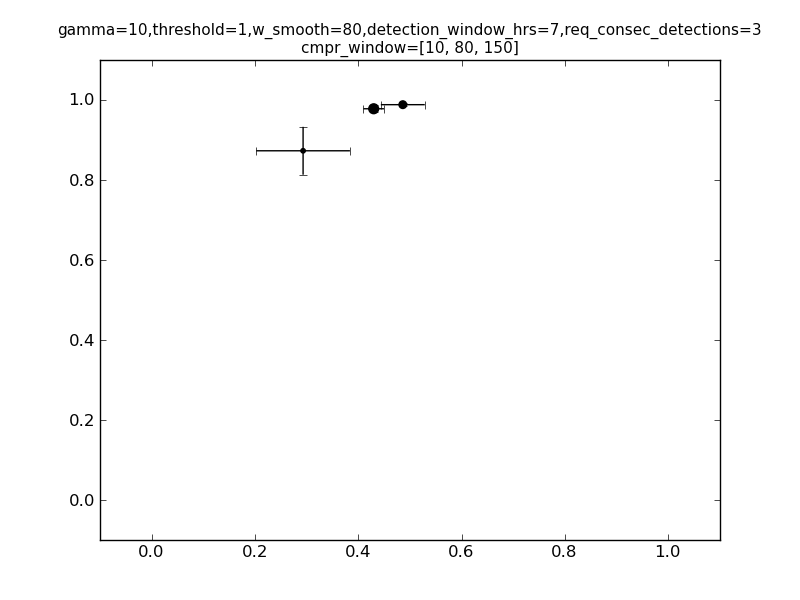 gamma=10,threshold=1,w_smooth=80,detection_window_hrs=7,req_consec_detections=3
cmpr_window=[10, 80, 150]
1.0
0.8
0.6
0.4
0.2
0.0
0.0 0.2 0.4 0.6 0.8 1.0